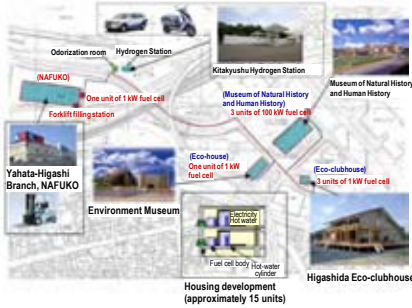 Odorization room
Hydrogen Station
Kitakyushu Hydrogen Station
Museum of Natural History
and Human History
(NAFUKO)
One unit of 1 kW fuel cell
Forklift filling station
(Museum of Natural History
and Human History)
3 units of 100 kW fuel cell
Yahata-Higashi
Branch, NAFUKO
(Eco-house)
One unit of 1 kW
fuel cell
(Eco-clubhouse)
3 units of 1 kW fuel cell
Environment Museum
Electricity
Hot water
Fuel cell body
Hot-water
cylinder
Housing development
(approximately 15 units)
Higashida Eco-clubhouse